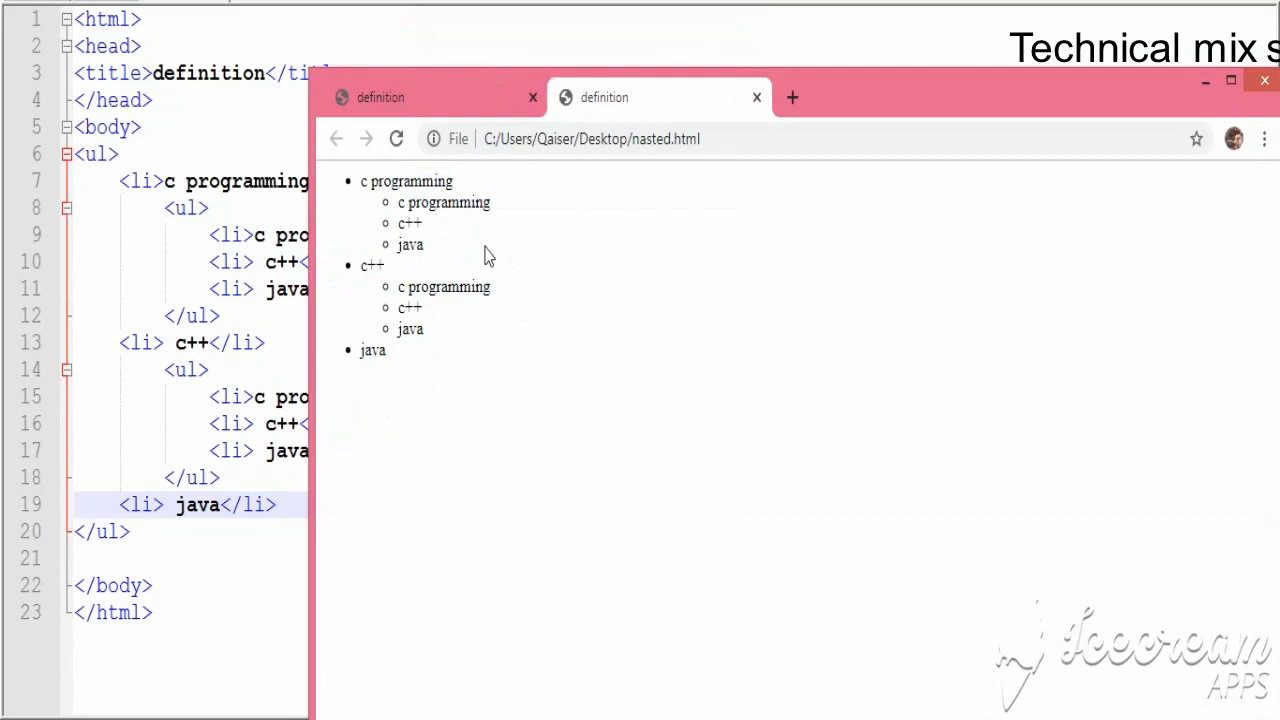 1 <html>
2 <head>
3 <title>definition</tit
4 </head>
5 <body>
6 <ul>
7 <li>c programming
8 <ul>
9 <li>c pro
10 <li> c++<
11 <li> java
12 </ul>
13 <li> c++</li>
14 <ul>
15 <li>c pro
16 <li> c++<
17 <li> java
18 </ul>
19 <li> java</li>
20 </ul>
21
22 </body>
23 </html>
Technical mix s
definition
definition
File C:/Users/Qaiser/Desktop/nasted.html
c programming
c programming
c++
java
c++
c programming
c++
java
java
Icecream
APPS